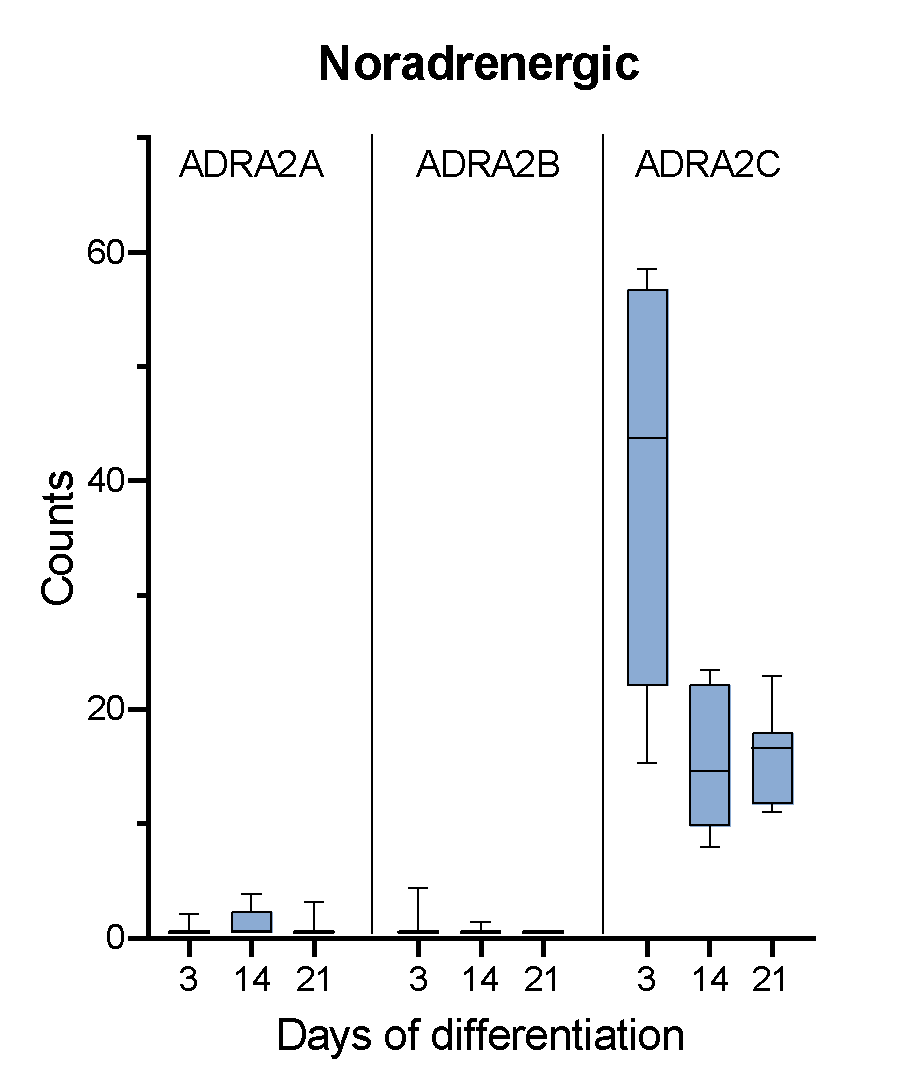 Noradrenergic
ADRA2A ADRA2B ADRA2C
60
40
20
0
Counts
3 14 21 3 14 21 3 14 21
Days of differentiation